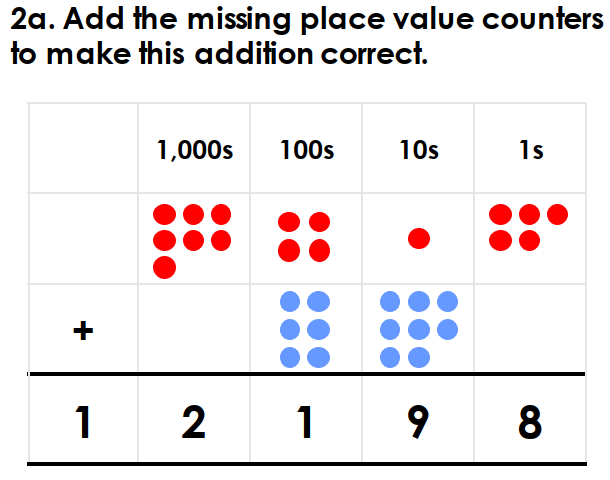 2a. Add the missing place value counters
to make this addition correct.
1,000s 100s 10s 1s
+
1 2 1 9 8